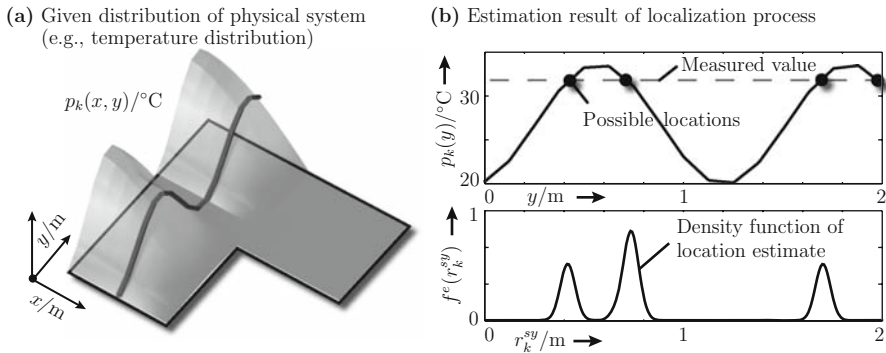 (a) Given distribution of physical system
(e.g., temperature distribution)
p_k(x, y)/°C
y/m
x/m
(b) Estimation result of localization process
p_k(y)/°C
30
20
Measured value
Possible locations
0
1
2
y/m
f^e(r_k^{sy})
1
0
Density function of
location estimate
0
1
2
r_k^{sy}/m